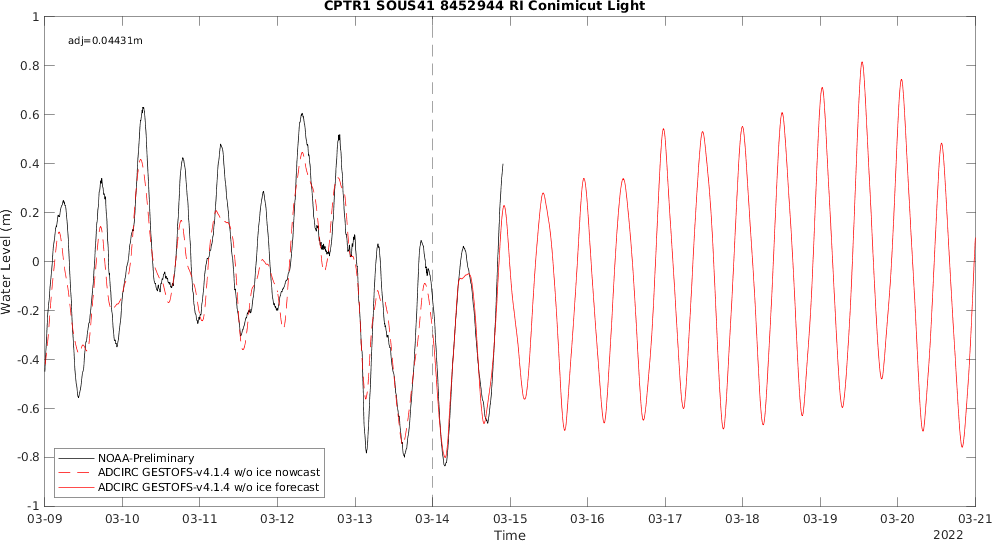 CPTR1 SOUS41 8452944 RI Conimicut Light
adj=0.04431m
1
0.8
0.6
0.4
0.2
0
-0.2
-0.4
-0.6
-0.8
-1
Water Level (m)
NOAA-Preliminary
ADCIRC GESTOFS-v4.1.4 w/o ice nowcast
ADCIRC GESTOFS-v4.1.4 w/o ice forecast
03-09 03-10 03-11 03-12 03-13 03-14 03-15 03-16 03-17 03-18 03-19 03-20 03-21
Time
2022